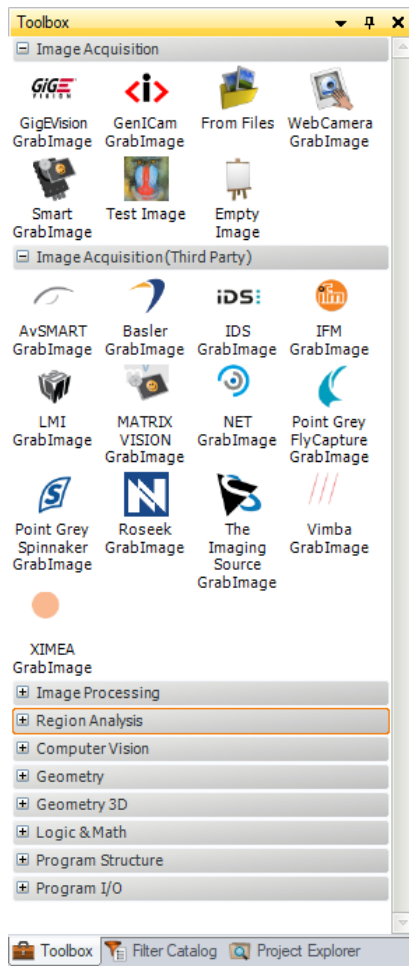 Toolbox
Image Acquisition
GIGE
VISION
<i>
GigEVision GenICam From Files WebCamera
GrabImage GrabImage GrabImage
Smart Test Image Empty
GrabImage Image
Image Acquisition (Third Party)
iDS:
ifm
AvSMART Basler IDS IFM
GrabImage GrabImage GrabImage GrabImage
LMI MATRIX NET Point Grey
GrabImage VISION GrabImage FlyCapture
GrabImage GrabImage
S N
Point Grey Roseek The Vimba
Spinnaker GrabImage Imaging GrabImage
GrabImage Source
GrabImage
XIMEA
GrabImage
Image Processing
Region Analysis
Computer Vision
Geometry
Geometry 3D
Logic & Math
Program Structure
Program I/O
Toolbox Filter Catalog Project Explorer